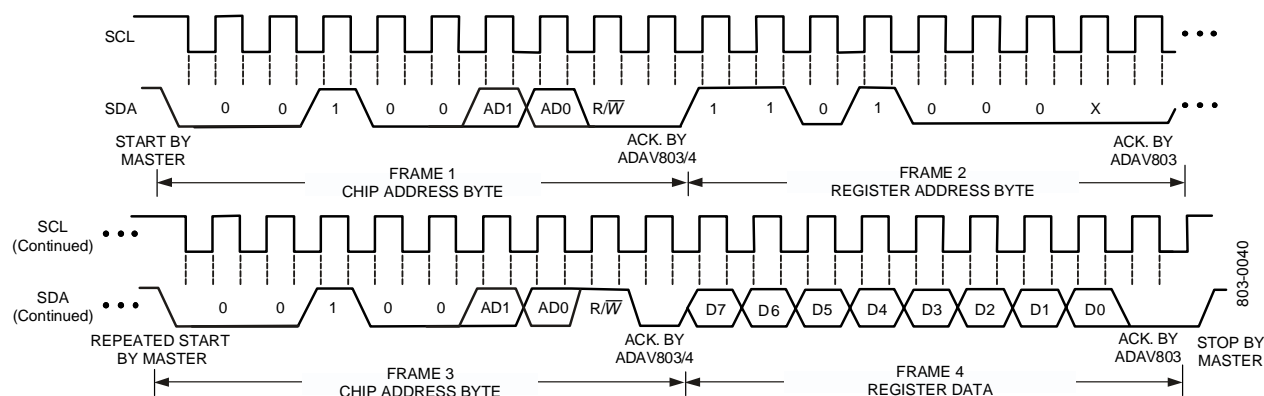 SCL
SDA
0 0 1 0 0 AD1 AD0 R/W 1 1 0 1 0 0 0 X
START BY
MASTER
ACK. BY
ADAV803/4
ACK. BY
ADAV803
FRAME 1
CHIP ADDRESS BYTE
FRAME 2
REGISTER ADDRESS BYTE
SCL
(Continued)
SDA
(Continued)
0 0 1 0 0 AD1 AD0 R/W D7 D6 D5 D4 D3 D2 D1 D0
REPEATED START
BY MASTER
ACK. BY
ADAV803/4
ACK. BY
ADAV803
STOP BY
MASTER
FRAME 3
CHIP ADDRESS BYTE
FRAME 4
REGISTER DATA
803-0040